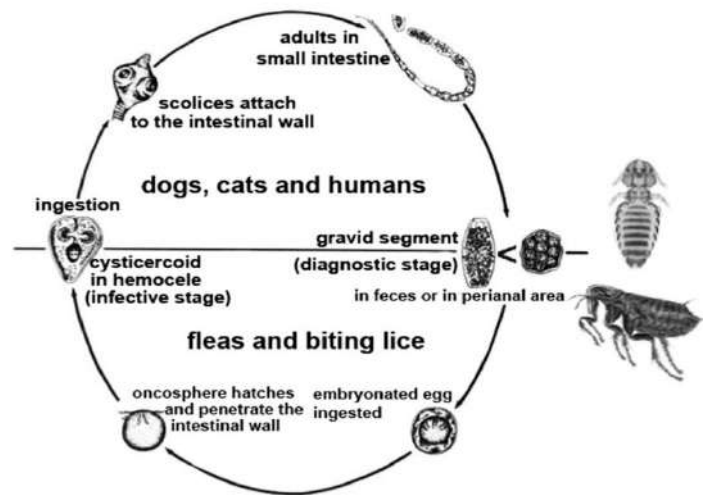 adults in
small intestine
scolices attach
to the intestinal wall
dogs, cats and humans
ingestion
gravid segment
(diagnostic stage)
cysticercoid
in hemocele
(infective stage)
in feces or in perianal area
fleas and biting lice
oncosphere hatches
and penetrate the
intestinal wall
embryonated egg
ingested